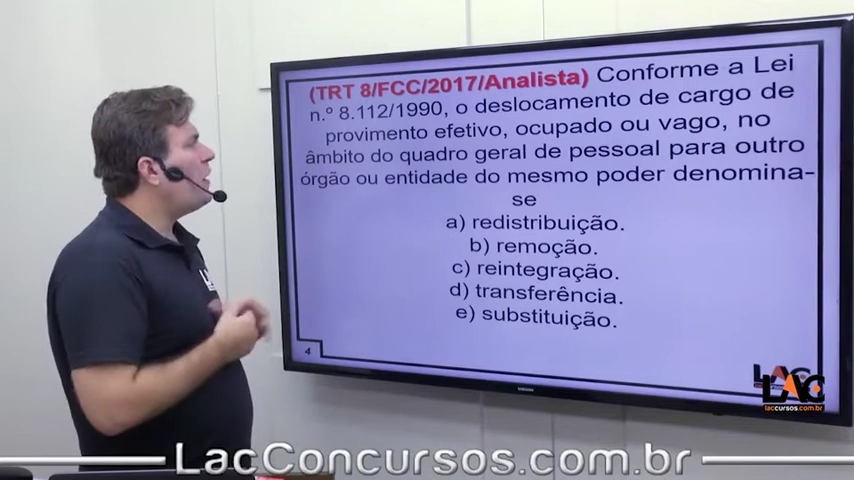 (TRT 8/FCC/2017/Analista) Conforme a Lei
n.º 8.112/1990, o deslocamento de cargo de
provimento efetivo, ocupado ou vago, no
âmbito do quadro geral de pessoal para outro
órgão ou entidade do mesmo poder denomina-
se
a) redistribuição.
b) remoção.
c) reintegração.
d) transferência.
e) substituição.
4
LAC
LAC
laccursos.com.br
LacConcursos.com.br